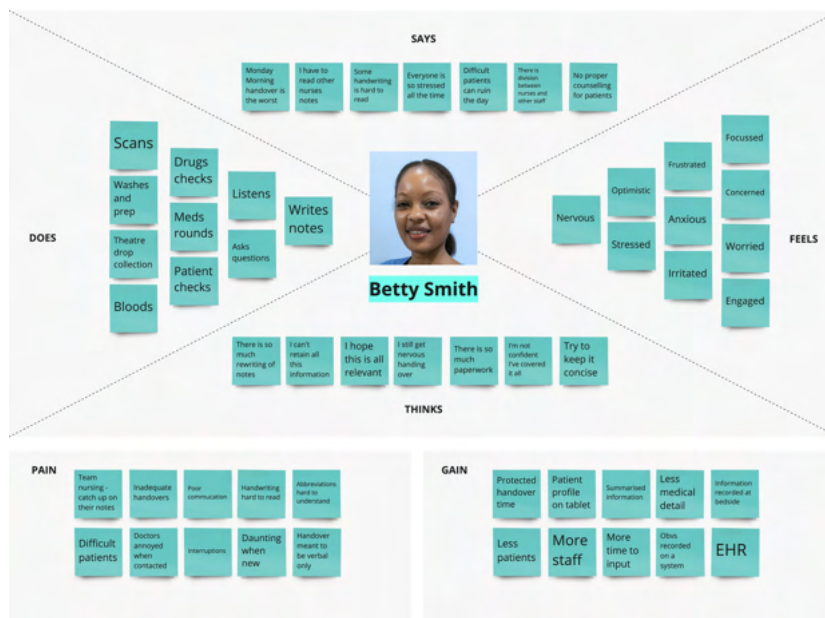 SAYS
Monday
Morning
handover is
the worst
I have to
read other
nurses
notes
Some
handwriting
is hard to
read
Everyone is
so stressed
all the time
Difficult
patients
can ruin
the day
There is
division
between
nurses and
other staff
No proper
counselling
for patients
DOES
Scans
Washes
and
prep
Theatre
drop
collection
Bloods
Drugs
checks
Meds
rounds
Patient
checks
Listens
Asks
questions
Writes
notes
Betty Smith
Nervous
Optimistic
Stressed
Frustrated
Anxious
Irritated
Focussed
Concerned
Worried
Engaged
FEELS
There is so
much
rewriting of
notes
I can't
retain all
this
information
I hope
this is all
relevant
I still get
nervous
handing
over
There is so
much
paperwork
I'm not
confident
I've covered
it all
Try to
keep it
concise
THINKS
PAIN
Team
nursing -
catch up on
their notes
Inadequate
handovers
Poor
commucation
Handwriting
hard to read
Abbreviations
hard to
understand
Difficult
patients
Doctors
annoyed
when
contacted
Interruptions
Daunting
when
new
Handover
meant to
be verbal
only
GAIN
Protected
handover
time
Patient
profile
on tablet
Summarised
information
Less
medical
detail
Information
recorded at
bedside
Less
patients
More
staff
More
time to
input
Obvs
recorded
on a
system
EHR